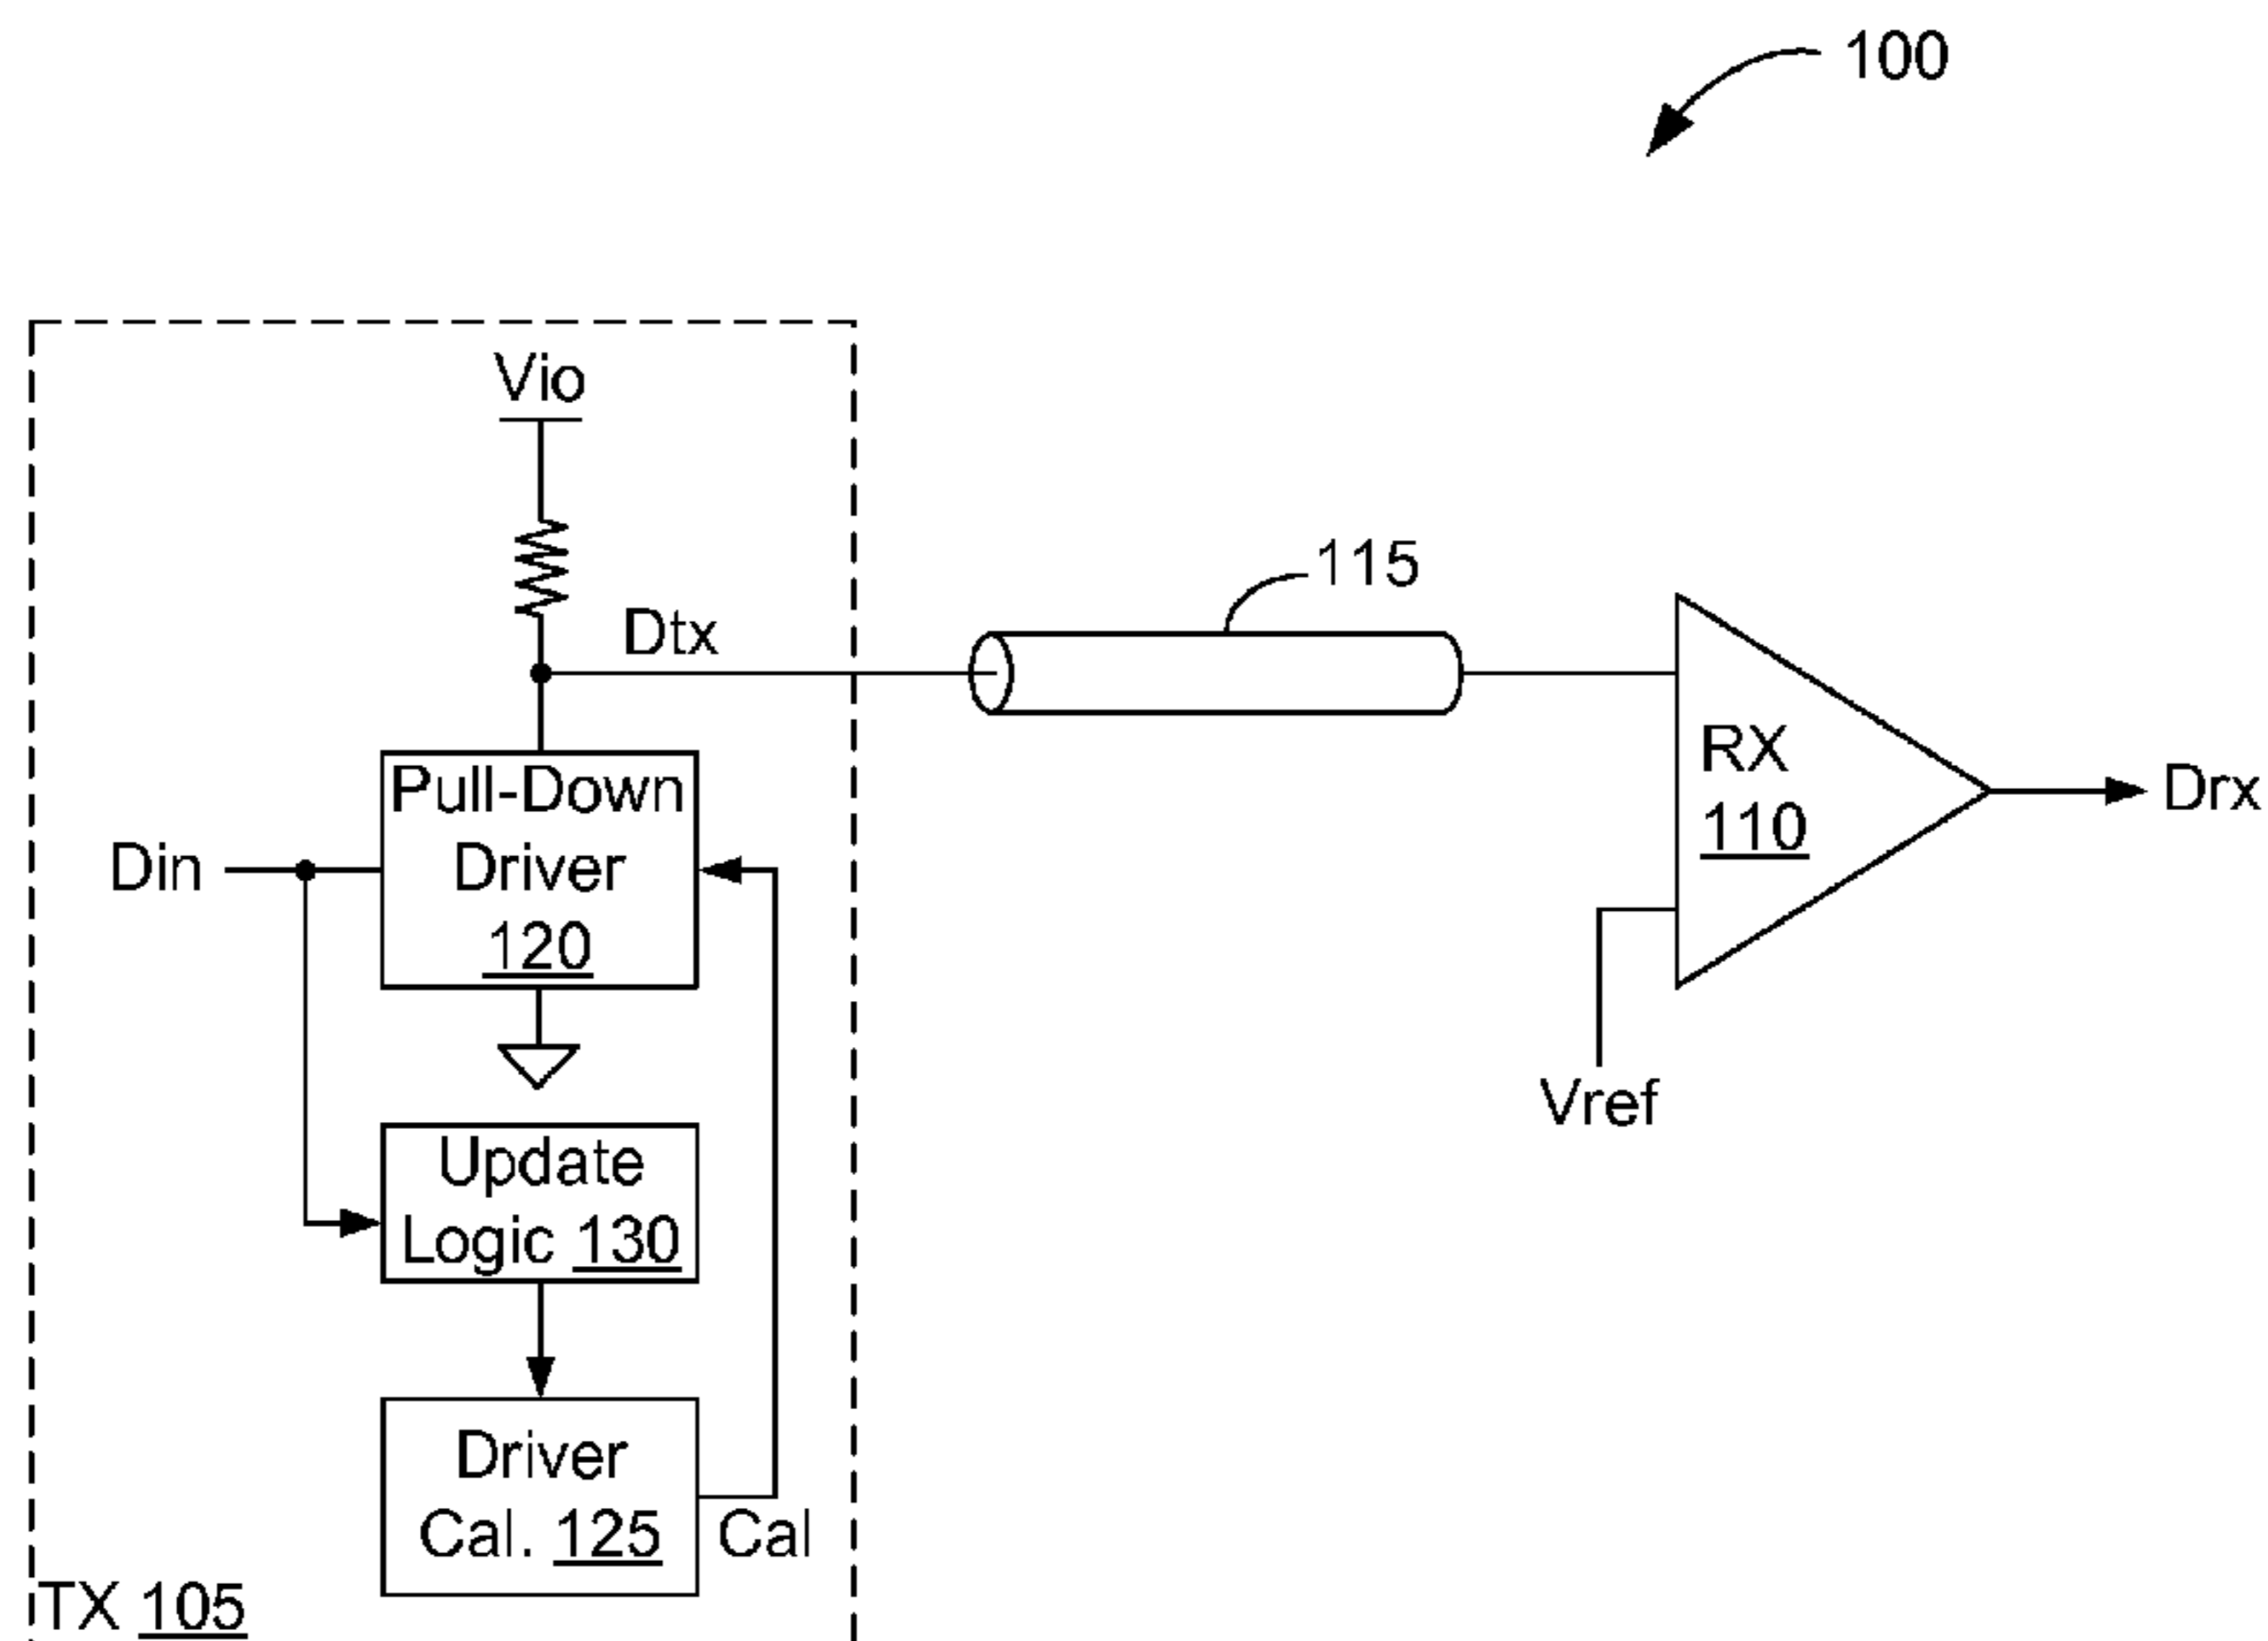 100
Vio
115
Dtx
Pull-Down
Driver
120
Din
RX
110
Drx
Vref
Update
Logic 130
Driver
Cal. 125
Cal
TX 105